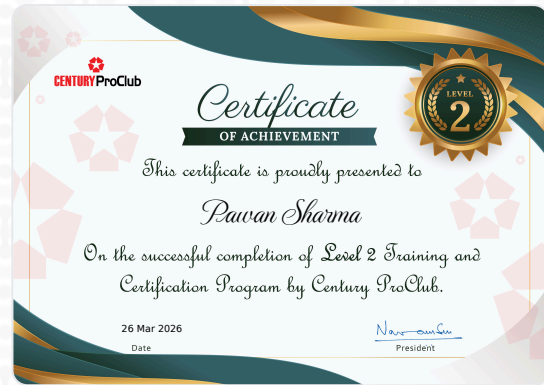 CENTURY ProClub
LEVEL
2
Certificate
OF ACHIEVEMENT
This certificate is proudly presented to
Pawan Sharma
On the successful completion of Level 2 Training and
Certification Program by Century ProClub.
26 Mar 2026
Date
President